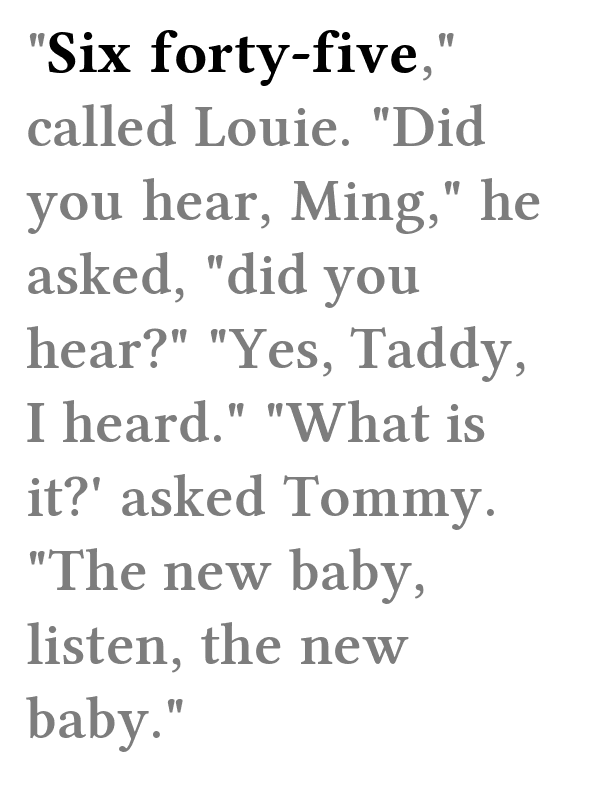 "Six forty-five,"
called Louie. "Did
you hear, Ming," he
asked, "did you
hear?" "Yes, Taddy,
I heard." "What is
it?' asked Tommy.
"The new baby,
listen, the new
baby."